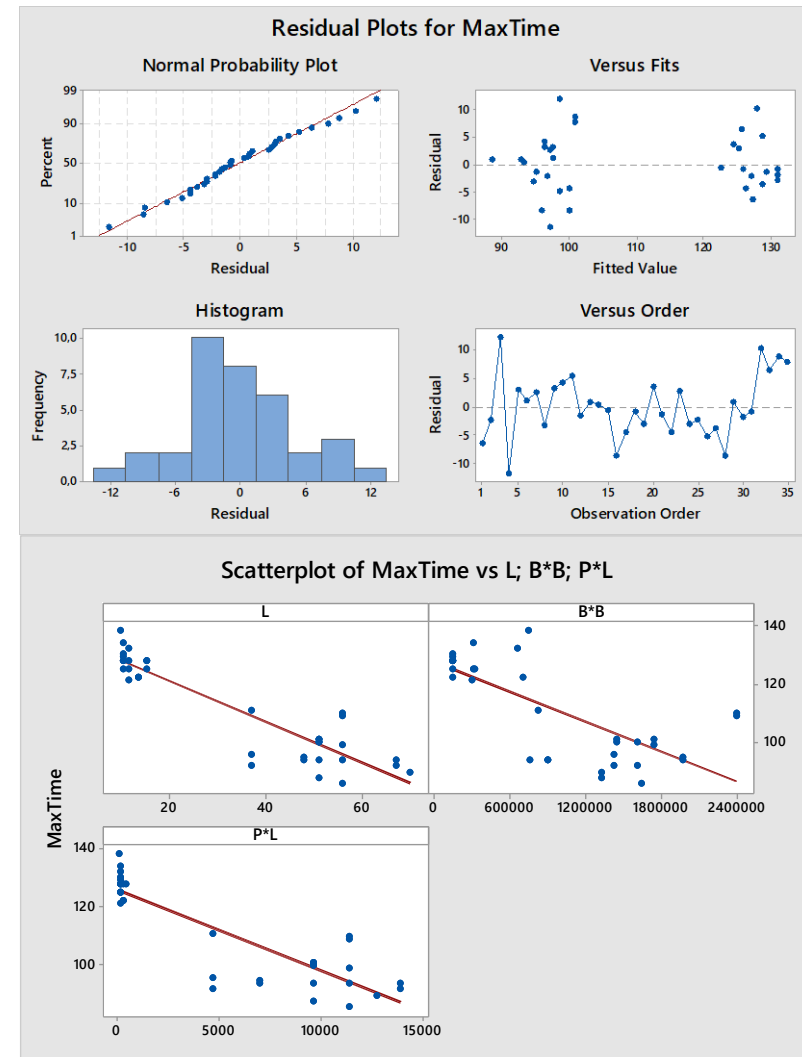 Residual Plots for MaxTime
Normal Probability Plot
99
90
50
10
1
Percent
-10 -5 0 5 10
Residual
Versus Fits
10
5
0
-5
-10
Residual
90 100 110 120 130
Fitted Value
Histogram
10,0
7,5
5,0
2,5
0,0
Frequency
-12 -6 0 6 12
Residual
Versus Order
10
5
0
-5
-10
Residual
1 5 10 15 20 25 30 35
Observation Order
Scatterplot of MaxTime vs L; B*B; P*L
L
B*B
140
120
100
20 40 60
0 600000 1200000 1800000 2400000
MaxTime
P*L
140
120
100
0 5000 10000 15000